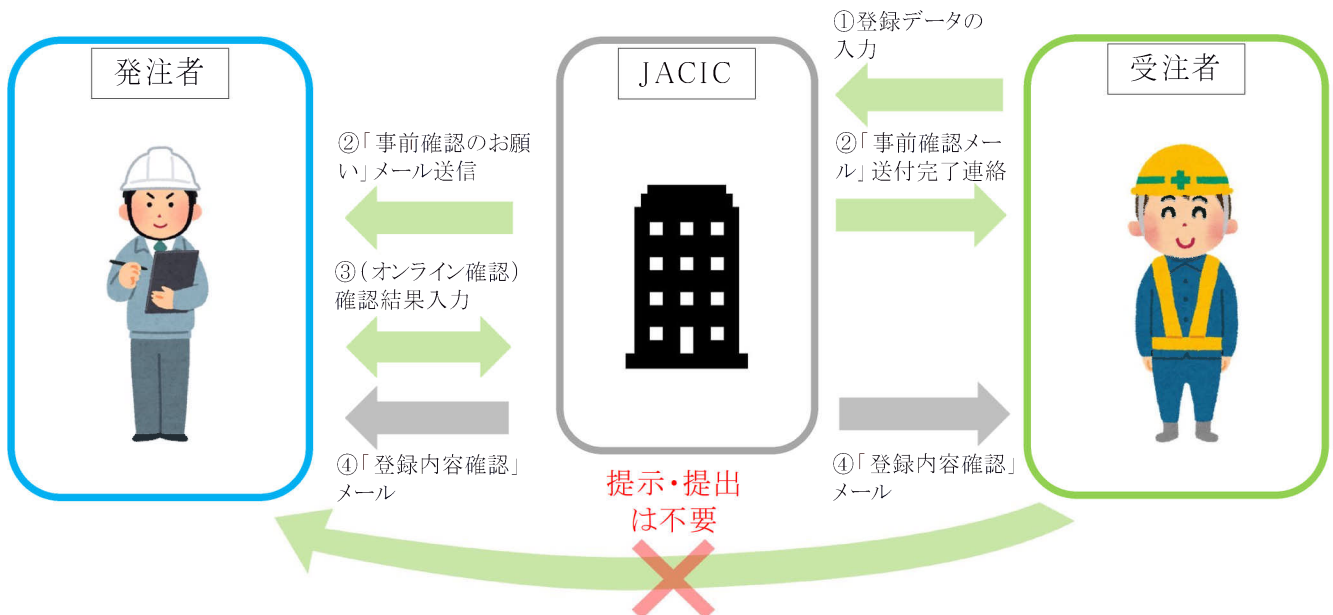 発注者
JACIC
受注者
①登録データの
入力
②「事前確認のお願
い」メール送信
②「事前確認メー
ル」送付完了連絡
③(オンライン確認)
確認結果入力
④「登録内容確認」
メール
④「登録内容確認」
メール
提示・提出
は不要